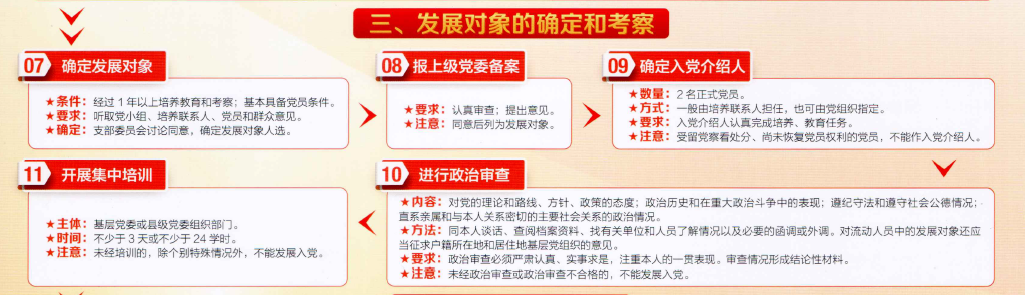 三、发展对象的确定和考察
07 确定发展对象
★条件：经过1年以上培养教育和考察；基本具备党员条件。
★要求：听取党小组、培养联系人、党员和群众意见。
★确定：支部委员会讨论同意，确定发展对象人选。
08 报上级党委备案
★要求：认真审查；提出意见。
★注意：同意后列为发展对象。
09 确定入党介绍人
★数量：2名正式党员。
★方式：一般由培养联系人担任，也可由党组织指定。
★要求：入党介绍人认真完成培养、教育任务。
★注意：受留党察看处分、尚未恢复党员权利的党员，不能作入党介绍人。
10 进行政治审查
★内容：对党的理论和路线、方针、政策的态度；政治历史和在重大政治斗争中的表现；遵纪守法和遵守社会公德情况；
直系亲属和与本人关系密切的主要社会关系的政治情况。
★方法：同本人谈话、查阅档案资料、找有关单位和人员了解情况以及必要的函调或外调。对流动人员中的发展对象还应
当征求户籍所在地和居住地基层党组织的意见。
★要求：政治审查必须严肃认真、实事求是，注重本人的一贯表现。审查情况形成结论性材料。
★注意：未经政治审查或政治审查不合格的，不能发展入党。
11 开展集中培训
★主体：基层党委或县级党委组织部门。
★时间：不少于3天或不少于24学时。
★注意：未经培训的，除个别特殊情况外，不能发展入党。